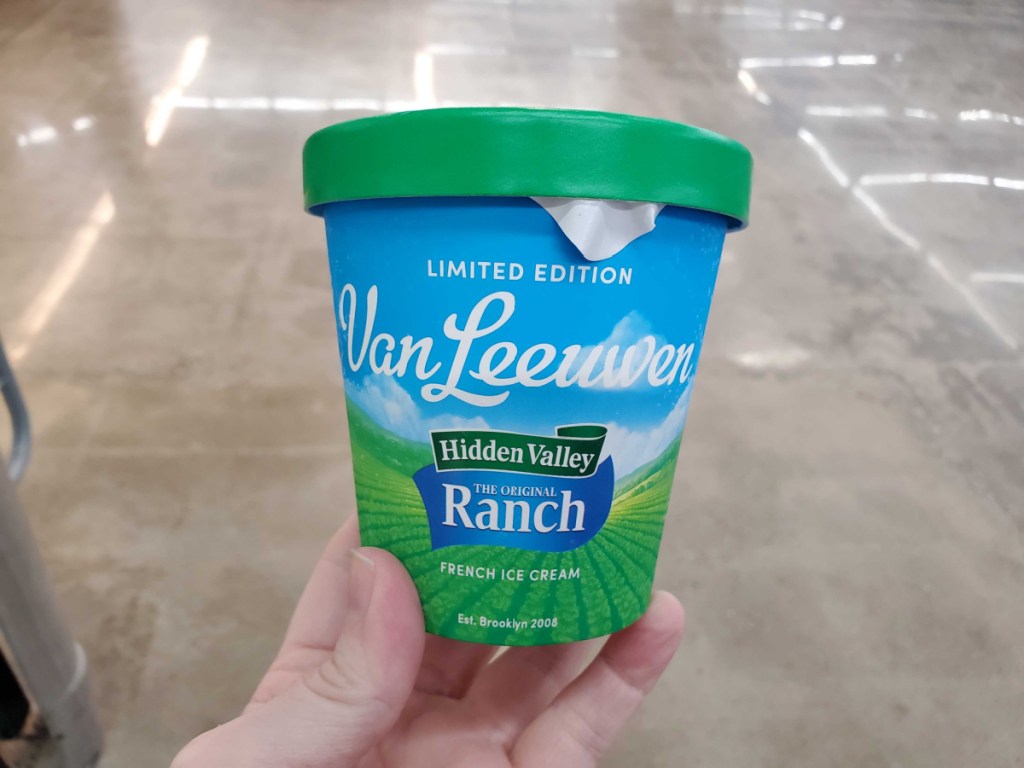 LIMITED EDITION
Van Leeuwen
Hidden Valley
THE ORIGINAL
Ranch
FRENCH ICE CREAM
Est. Brooklyn 2008